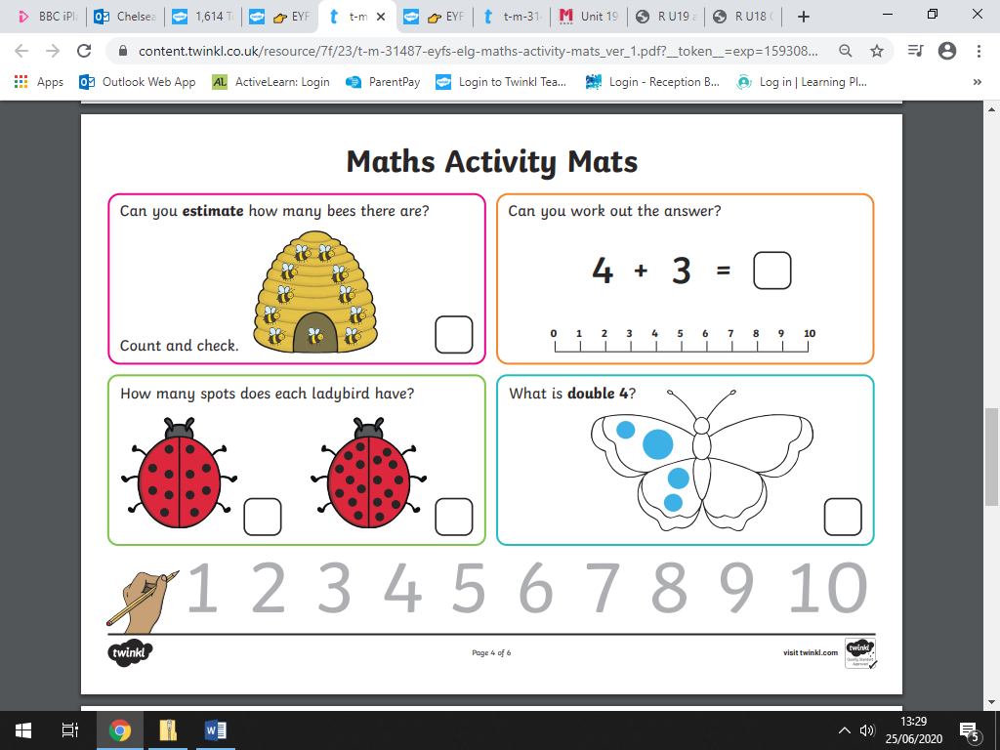 BBC iPl
Chelsea
1,614 T
EYF
t-m
EYF
t-m-31
Unit 19
R U19 a
R U18 (
content.twinkl.co.uk/resource/7f/23/t-m-31487-eyfs-elg-maths-activity-mats_ver_1.pdf?__token__=exp=159308...
Apps
Outlook Web App
AL ActiveLearn: Login
ParentPay
Login to Twinkl Tea...
Login - Reception B...
Log in | Learning Pl...
Maths Activity Mats
Can you estimate how many bees there are?
Count and check.
Can you work out the answer?
4 + 3 =
0 1 2 3 4 5 6 7 8 9 10
How many spots does each ladybird have?
What is double 4?
1 2 3 4 5 6 7 8 9 10
twinkl
Page 4 of 6
visit twinkl.com
twinkl
Quality Standard
Approved
13:29
25/06/2020
5